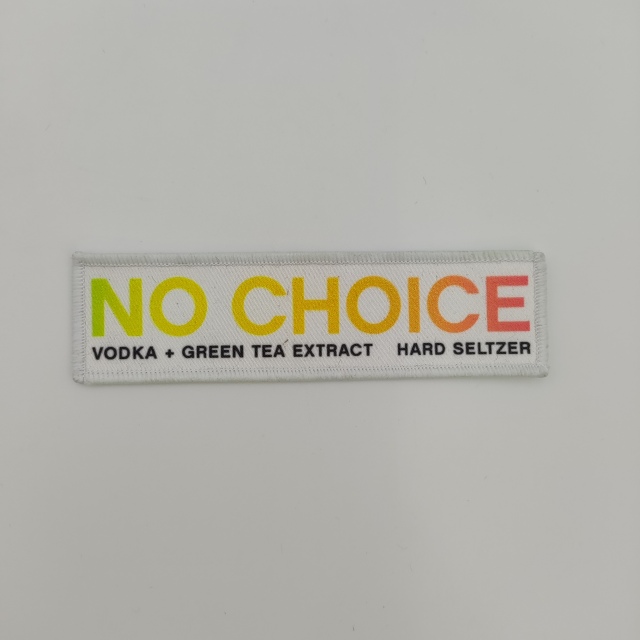 NO CHOICE
VODKA + GREEN TEA EXTRACT HARD SELTZER